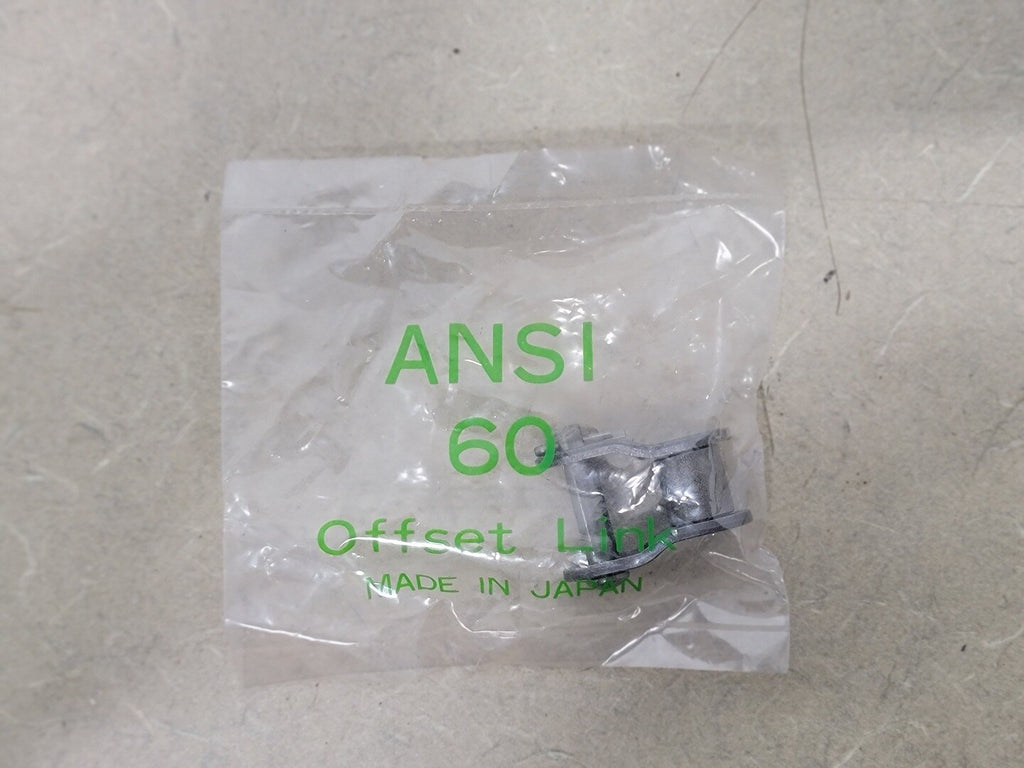 ANSI
60
Offset Link
MADE IN JAPAN